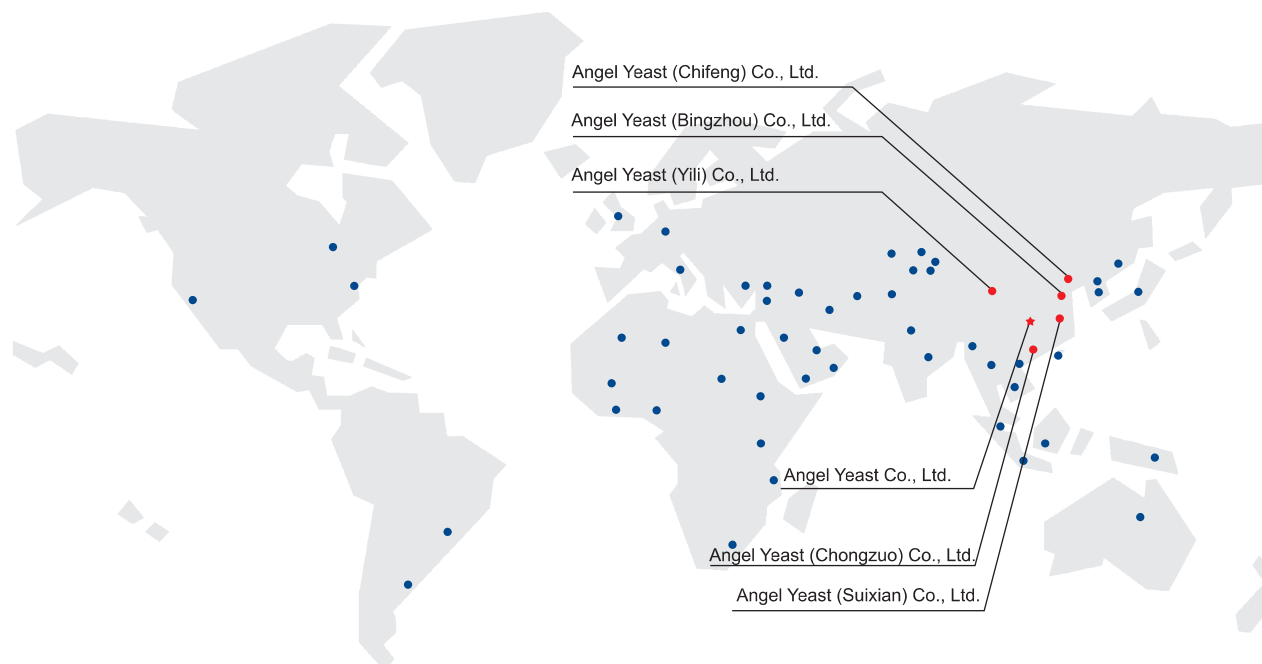 Angel Yeast (Chifeng) Co., Ltd.
Angel Yeast (Bingzhou) Co., Ltd.
Angel Yeast (Yili) Co., Ltd.
Angel Yeast Co., Ltd.
Angel Yeast (Chongzuo) Co., Ltd.
Angel Yeast (Suixian) Co., Ltd.